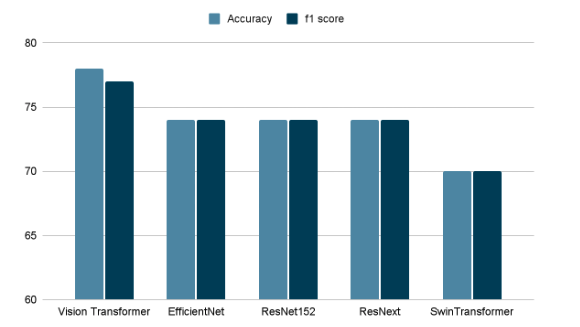 Accuracy f1 score
80
75
70
65
60
Vision Transformer EfficientNet ResNet152 ResNext SwinTransformer